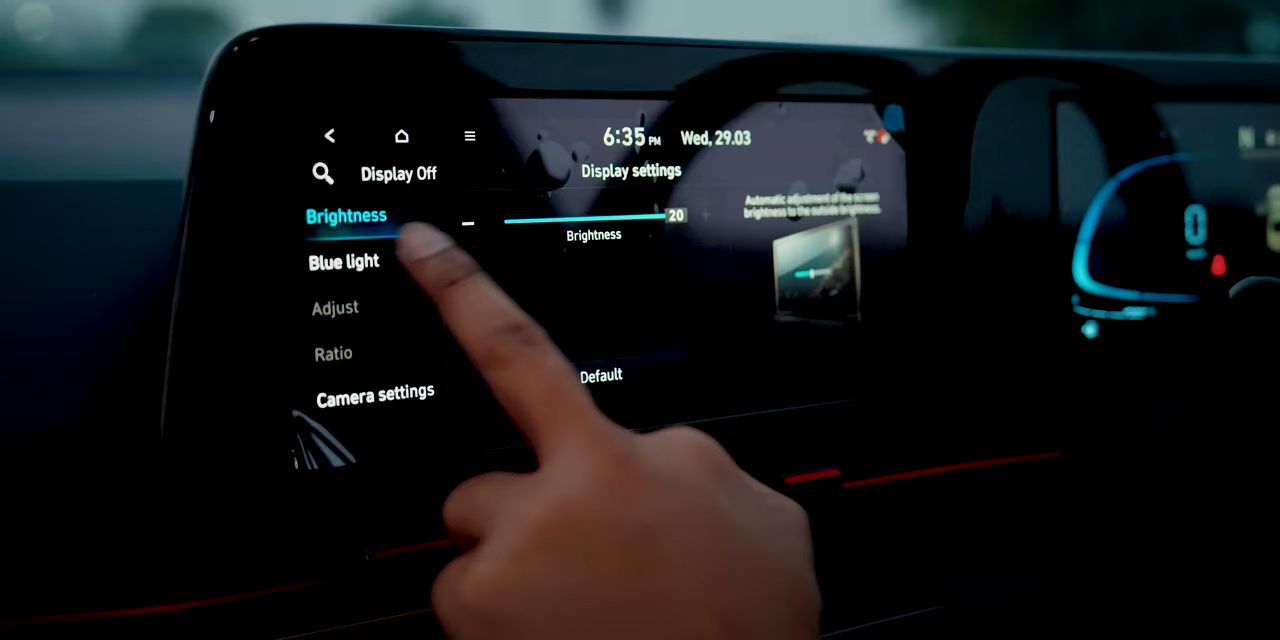 6:35 PM Wed, 29.03
Display Off
Display settings
Brightness
20
Brightness
Automatic adjustment of the screen
brightness to the outside brightness.
Blue light
Adjust
Ratio
Camera settings
Default
N
0